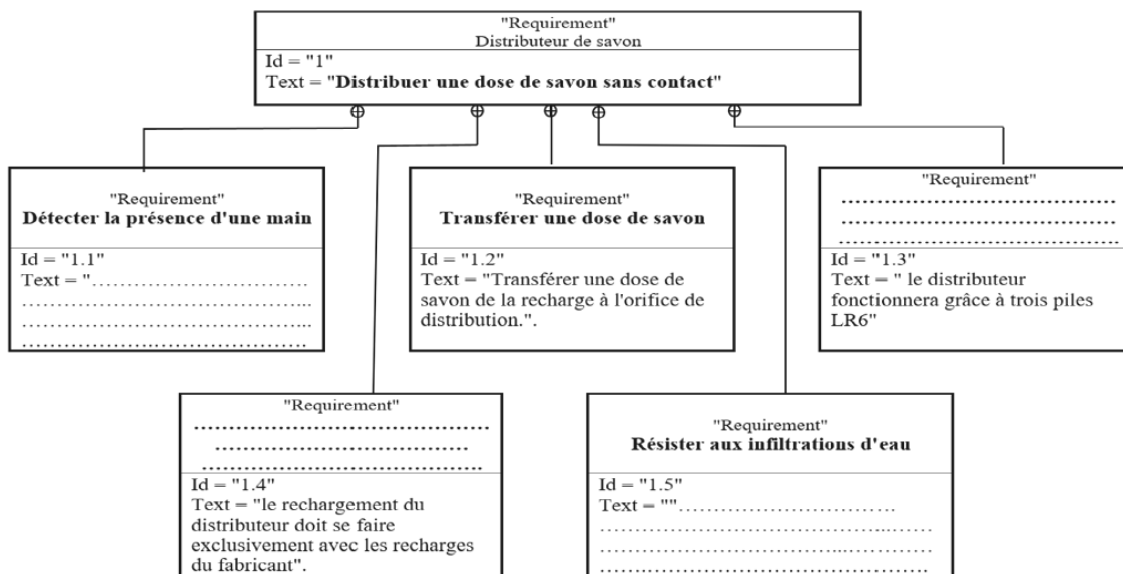 "Requirement"
Distributeur de savon
Id = "1"
Text = "Distribuer une dose de savon sans contact"
"Requirement"
Détecter la présence d'une main
Id = "1.1"
Text = "………………………….
…………………………………...
…………………………………...
………………………………….
"Requirement"
Transférer une dose de savon
Id = "1.2"
Text = "Transférer une dose de
savon de la recharge à l'orifice de
distribution.".
"Requirement"
…………………………………
…………………………………
………………………………….
Id = "1.3"
Text = " le distributeur
fonctionnera grâce à trois piles
LR6"
"Requirement"
……………………………………
………………………………
………………………………….
Id = "1.4"
Text = "le rechargement du
distributeur doit se faire
exclusivement avec les recharges
du fabricant".
"Requirement"
Résister aux infiltrations d'eau
Id = "1.5"
Text = ""………………………….
…………………………………...……
……………………………...…………
……………………………………….